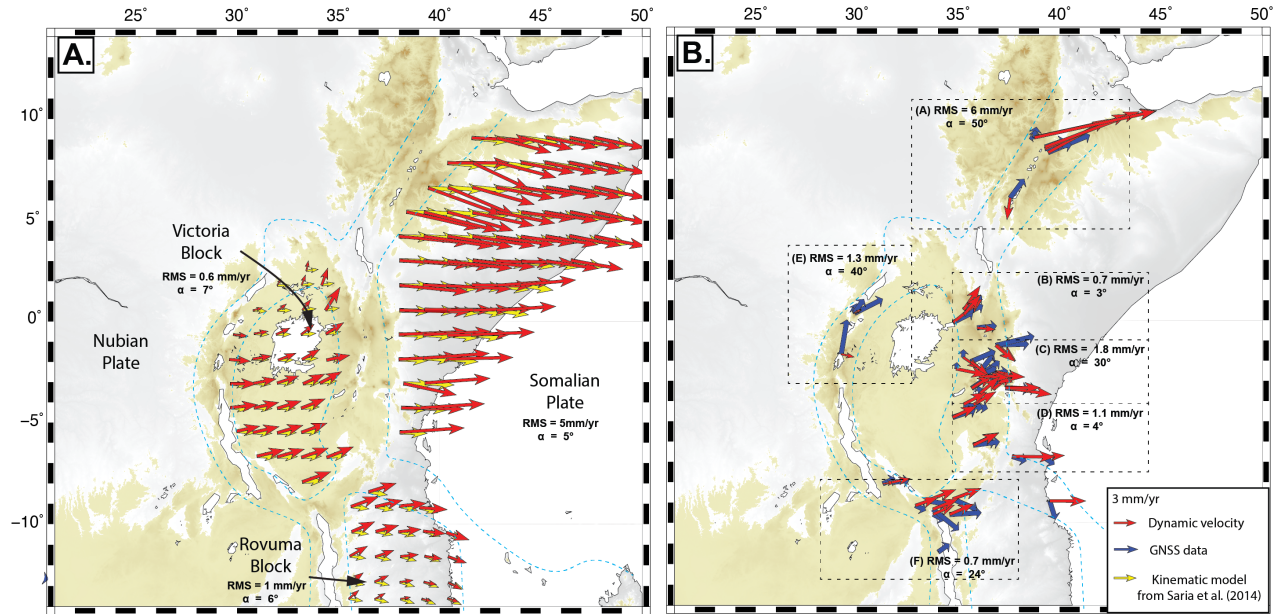 25°
30°
35°
40°
45°
50°
25°
30°
35°
40°
45°
50°
A.
10°
5°
0°
−5°
−10°
Victoria
Block
RMS = 0.6 mm/yr
α = 7°
Nubian
Plate
Somalian
Plate
RMS = 5mm/yr
α = 5°
Rovuma
Block
RMS = 1 mm/yr
α = 6°
B.
(A) RMS = 6 mm/yr
α = 50°
(E) RMS = 1.3 mm/yr
α = 40°
(B) RMS = 0.7 mm/yr
α = 3°
(C) RMS = 1.8 mm/yr
α = 30°
(D) RMS = 1.1 mm/yr
α = 4°
(F) RMS = 0.7 mm/yr
α = 24°
3 mm/yr
Dynamic velocity
GNSS data
Kinematic model
from Saria et al. (2014)